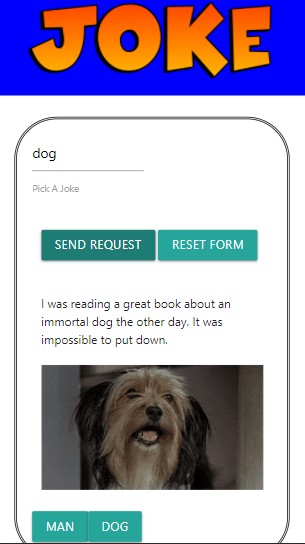 JOKE
dog
Pick A Joke
SEND REQUEST RESET FORM
I was reading a great book about an
immortal dog the other day. It was
impossible to put down.
MAN DOG